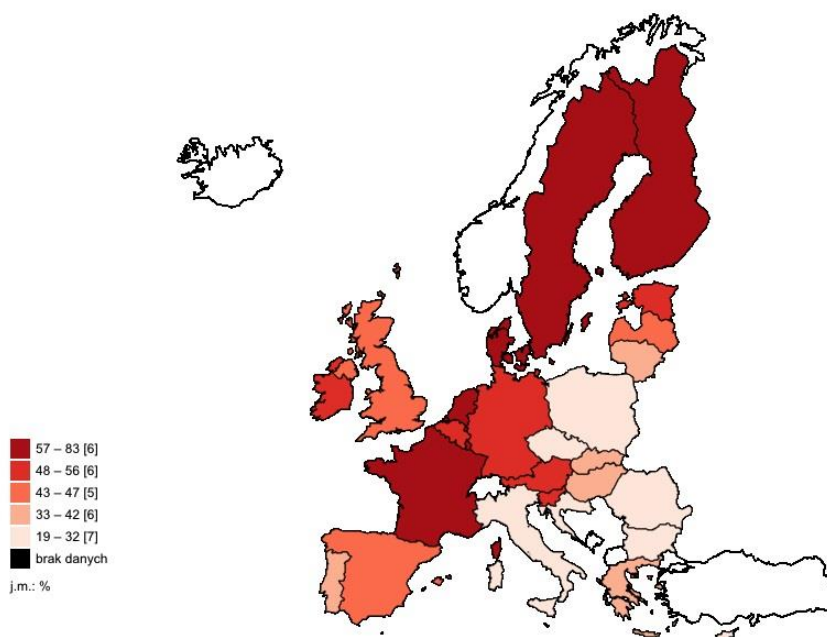 57 – 83 [6]
48 – 56 [6]
43 – 47 [5]
33 – 42 [6]
19 – 32 [7]
brak danych
j.m.: %